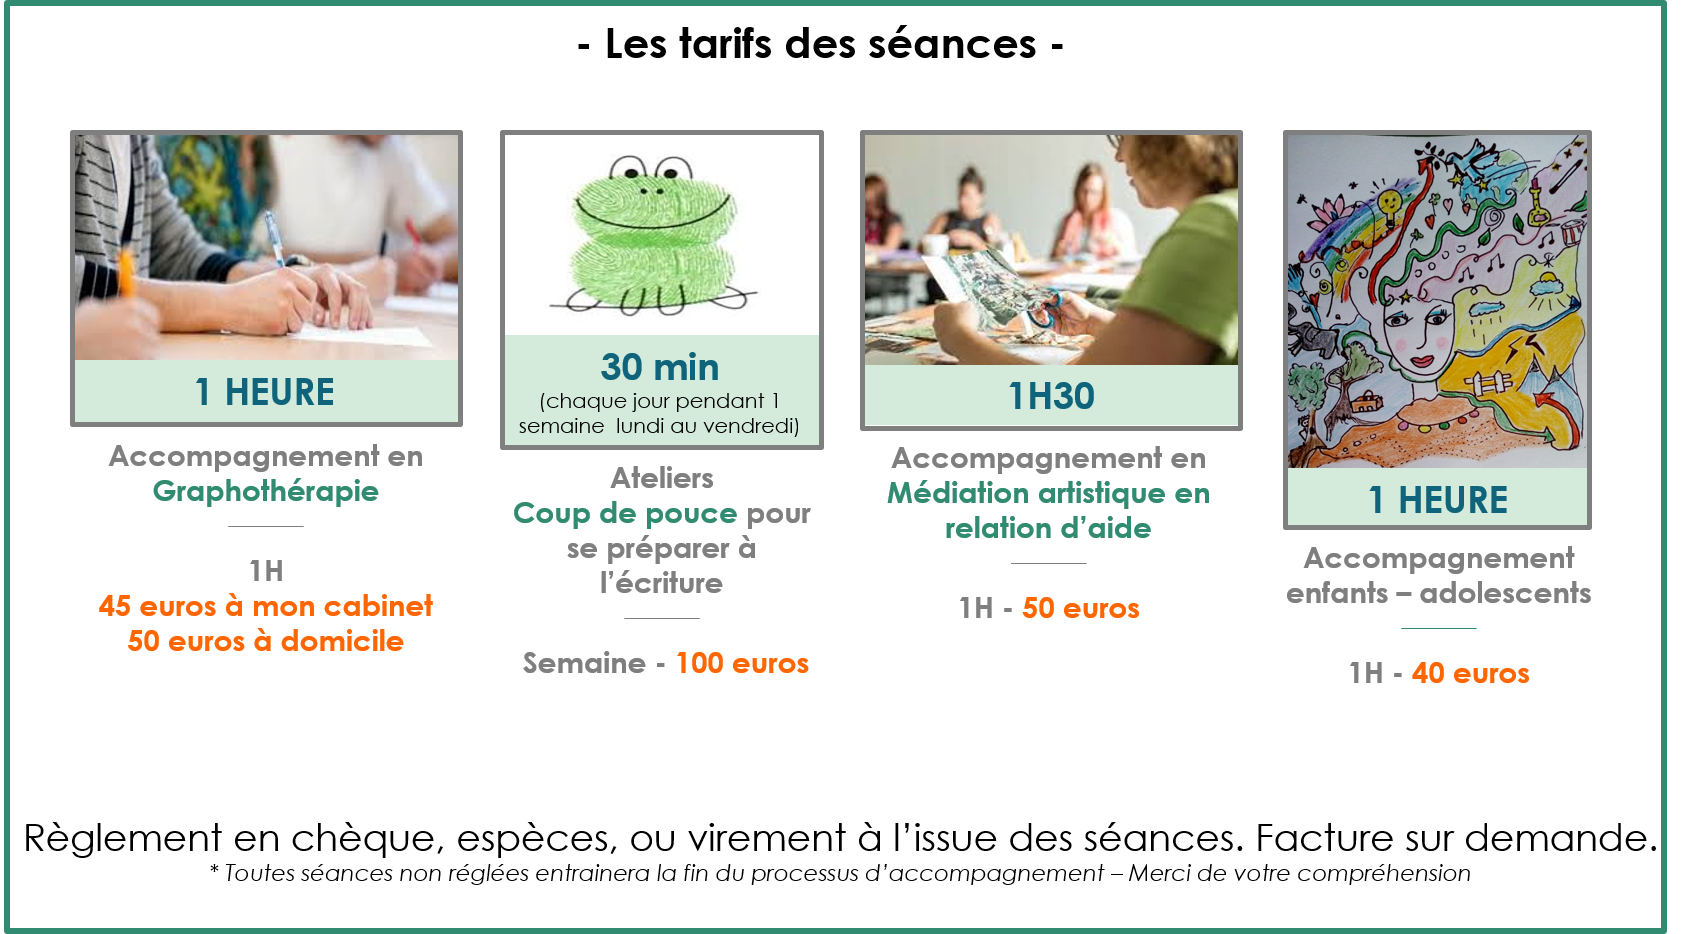 - Les tarifs des séances -
1 HEURE
Accompagnement en
Graphothérapie
1H
45 euros à mon cabinet
50 euros à domicile
30 min
(chaque jour pendant 1
semaine lundi au vendredi)
Ateliers
Coup de pouce pour
se préparer à
l’écriture
Semaine - 100 euros
1H30
Accompagnement en
Médiation artistique en
relation d’aide
1H - 50 euros
1 HEURE
Accompagnement
enfants – adolescents
1H - 40 euros
Règlement en chèque, espèces, ou virement à l’issue des séances. Facture sur demande.
* Toutes séances non réglées entrainera la fin du processus d’accompagnement – Merci de votre compréhension